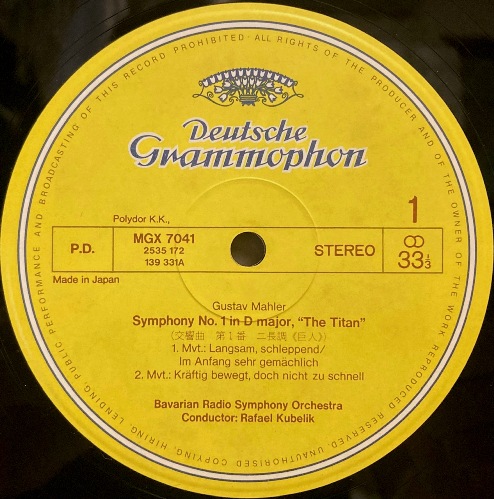 ALL RIGHTS OF THE PRODUCER AND OF THE OWNER OF THE WORK REPRODUCED RESERVED. UNAUTHORISED COPYING, HIRING, LENDING, PUBLIC PERFORMANCE AND BROADCASTING OF THIS RECORD PROHIBITED ·
Deutsche
Grammophon
1
Polydor K.K.,
P.D.
MGX 7041
2535 172
139 331A
STEREO
33 1/3
Made in Japan
Gustav Mahler
Symphony No. 1 in D major, “The Titan”
(交響曲 第1番 ニ長調《巨人》)
1. Mvt.: Langsam, schleppend/
Im Anfang sehr gemächlich
2. Mvt.: Kräftig bewegt, doch nicht zu schnell
Bavarian Radio Symphony Orchestra
Conductor: Rafael Kubelik